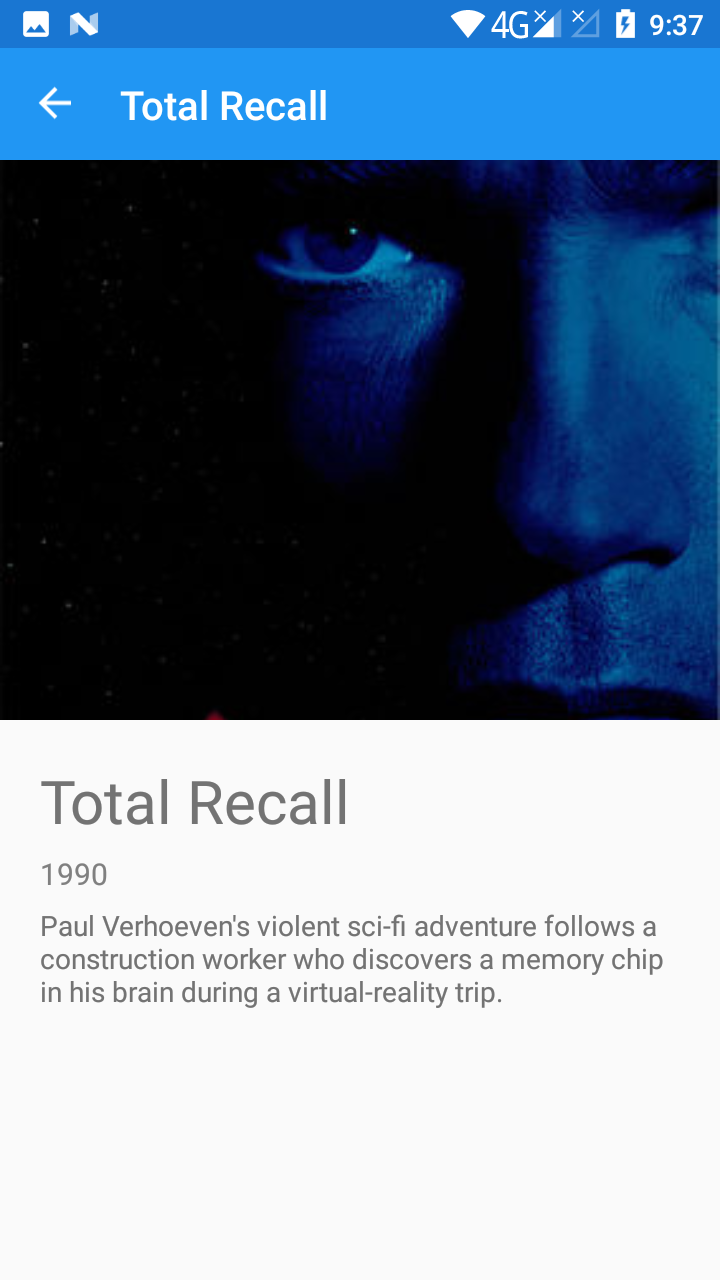 4G 9:37
Total Recall
Total Recall
1990
Paul Verhoeven's violent sci-fi adventure follows a
construction worker who discovers a memory chip
in his brain during a virtual-reality trip.